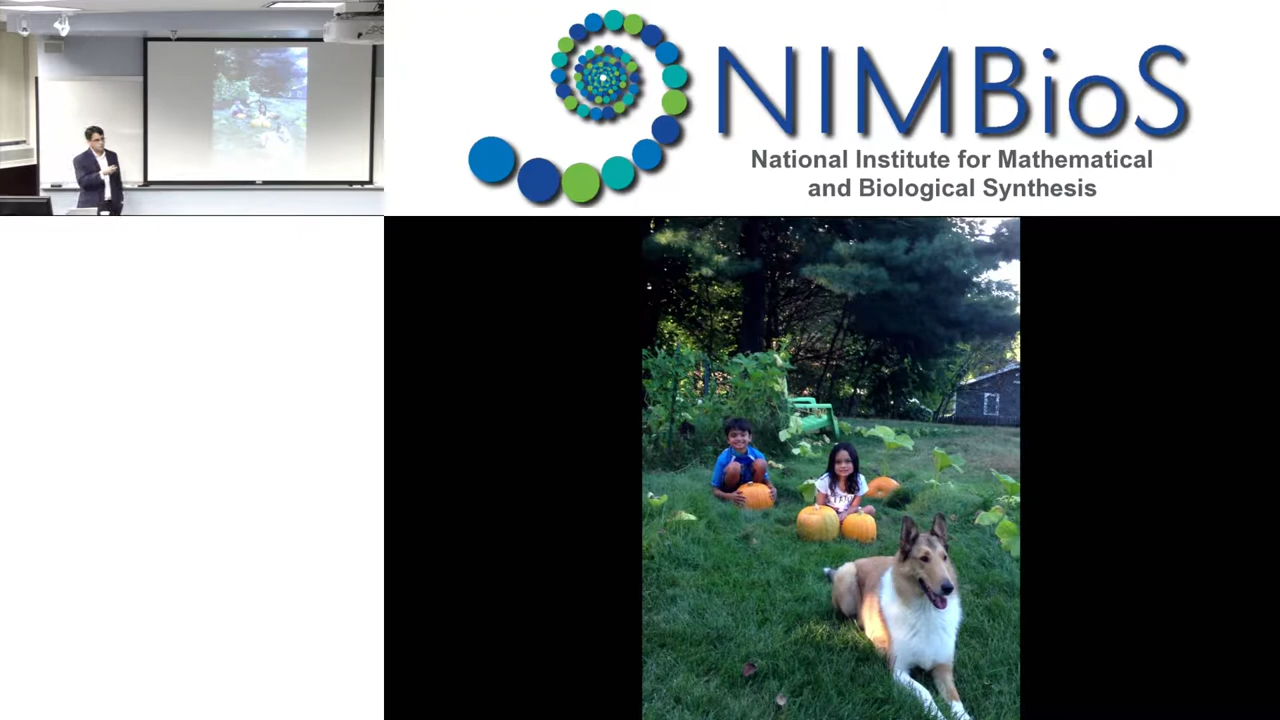 NIMBioS
National Institute for Mathematical
and Biological Synthesis